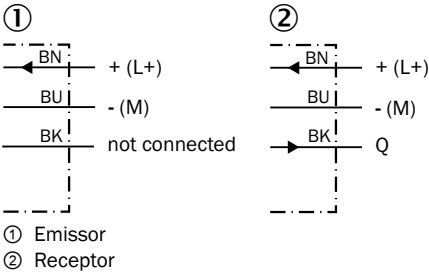 ① ②
BN + (L+) BN + (L+)
BU - (M) BU - (M)
BK not connected BK Q
① Emissor
② Receptor